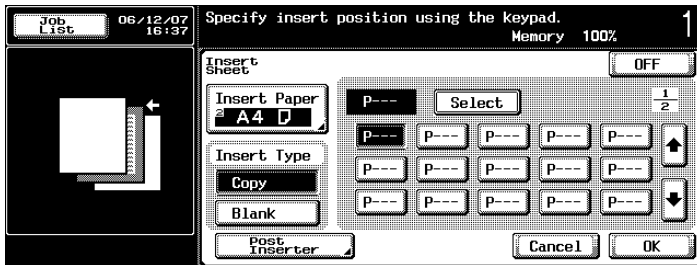 Job List
06/12/07
16:37
Specify insert position using the keypad.
Memory 100%
1
Insert Sheet
OFF
Insert Paper
2 A4
P---
Select
1/2
P--- P--- P--- P--- P---
Insert Type
Copy
P--- P--- P--- P--- P---
Blank
P--- P--- P--- P--- P---
Post Inserter
Cancel
OK